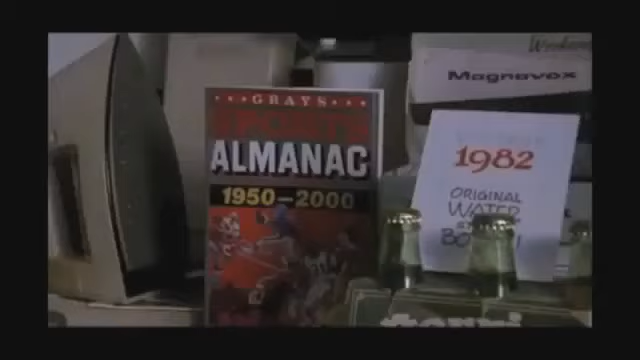 GRAYS
SPORTS
ALMANAC
1950-2000
Magnavox
1982
ORIGINAL
WATER